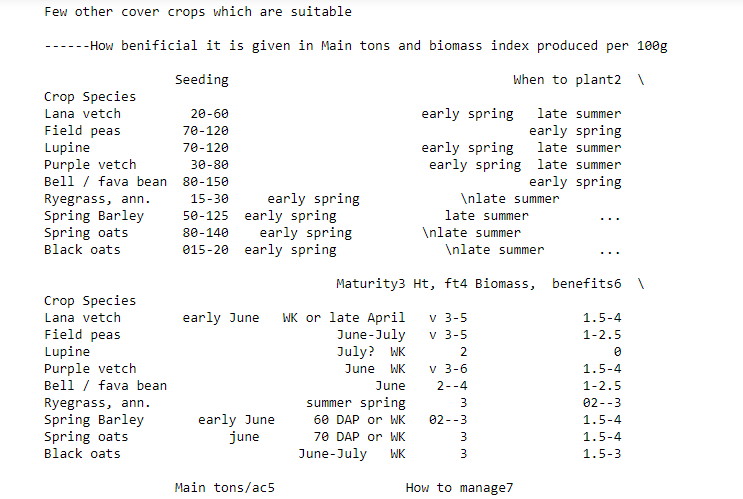 Few other cover crops which are suitable
------How benificial it is given in Main tons and biomass index produced per 100g
Seeding When to plant2 \
Crop Species
Lana vetch 20-60 early spring late summer
Field peas 70-120 early spring
Lupine 70-120 early spring late summer
Purple vetch 30-80 early spring late summer
Bell / fava bean 80-150 early spring
Ryegrass, ann. 15-30 early spring \nlate summer
Spring Barley 50-125 early spring late summer ...
Spring oats 80-140 early spring \nlate summer
Black oats 015-20 early spring \nlate summer ...
Maturity3 Ht, ft4 Biomass, benefits6 \
Crop Species
Lana vetch early June WK or late April v 3-5 1.5-4
Field peas June-July v 3-5 1-2.5
Lupine July? WK 2 0
Purple vetch June WK v 3-6 1.5-4
Bell / fava bean June 2--4 1-2.5
Ryegrass, ann. summer spring 3 02--3
Spring Barley early June 60 DAP or WK 02--3 1.5-4
Spring oats june 70 DAP or WK 3 1.5-4
Black oats June-July WK 3 1.5-3
Main tons/ac5 How to manage7